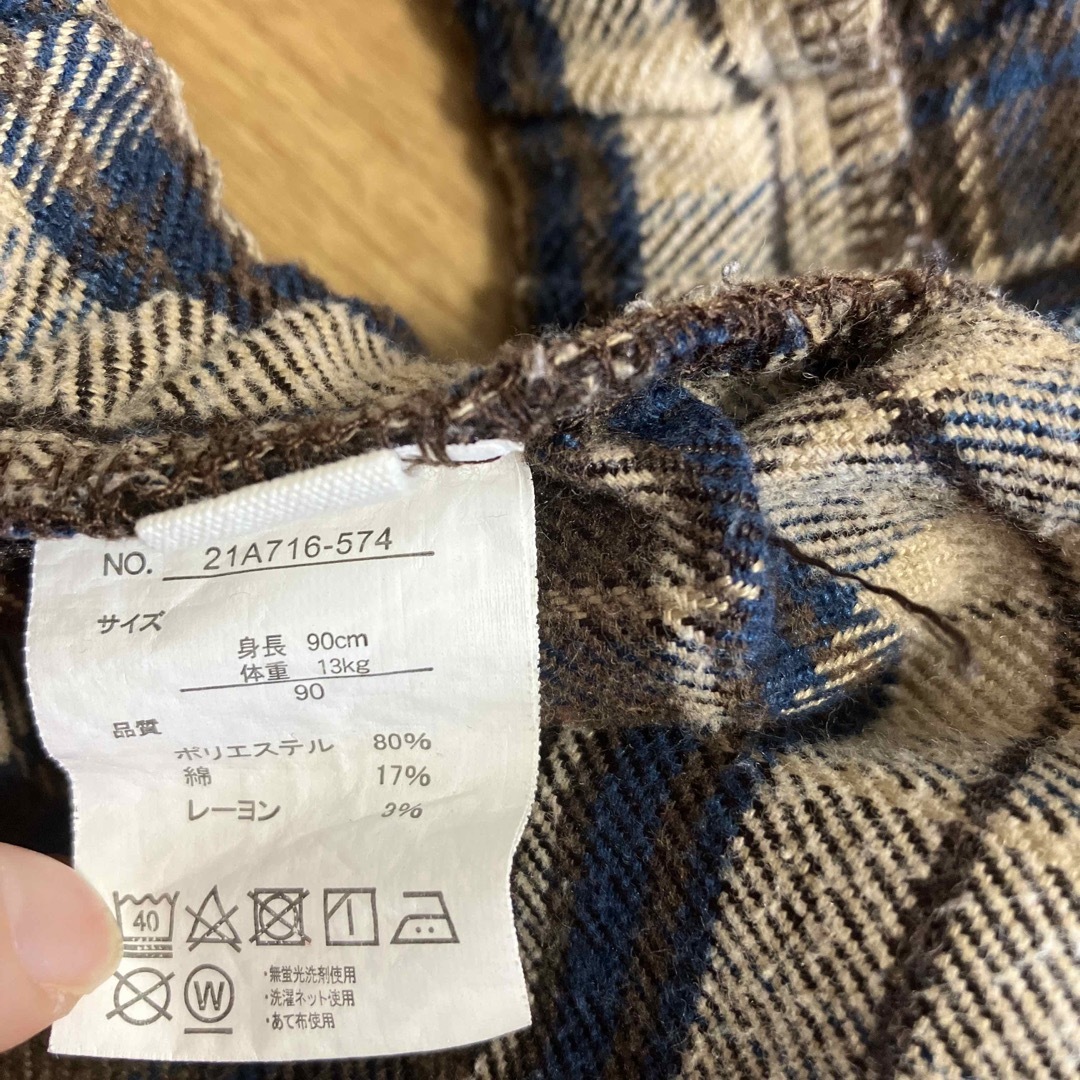 NO. 21A716-574
サイズ
身長 90cm
体重 13kg
90
品質
ポリエステル 80%
綿 17%
レーヨン 3%
40
W
・無蛍光洗剤使用
・洗濯ネット使用
・あて布使用